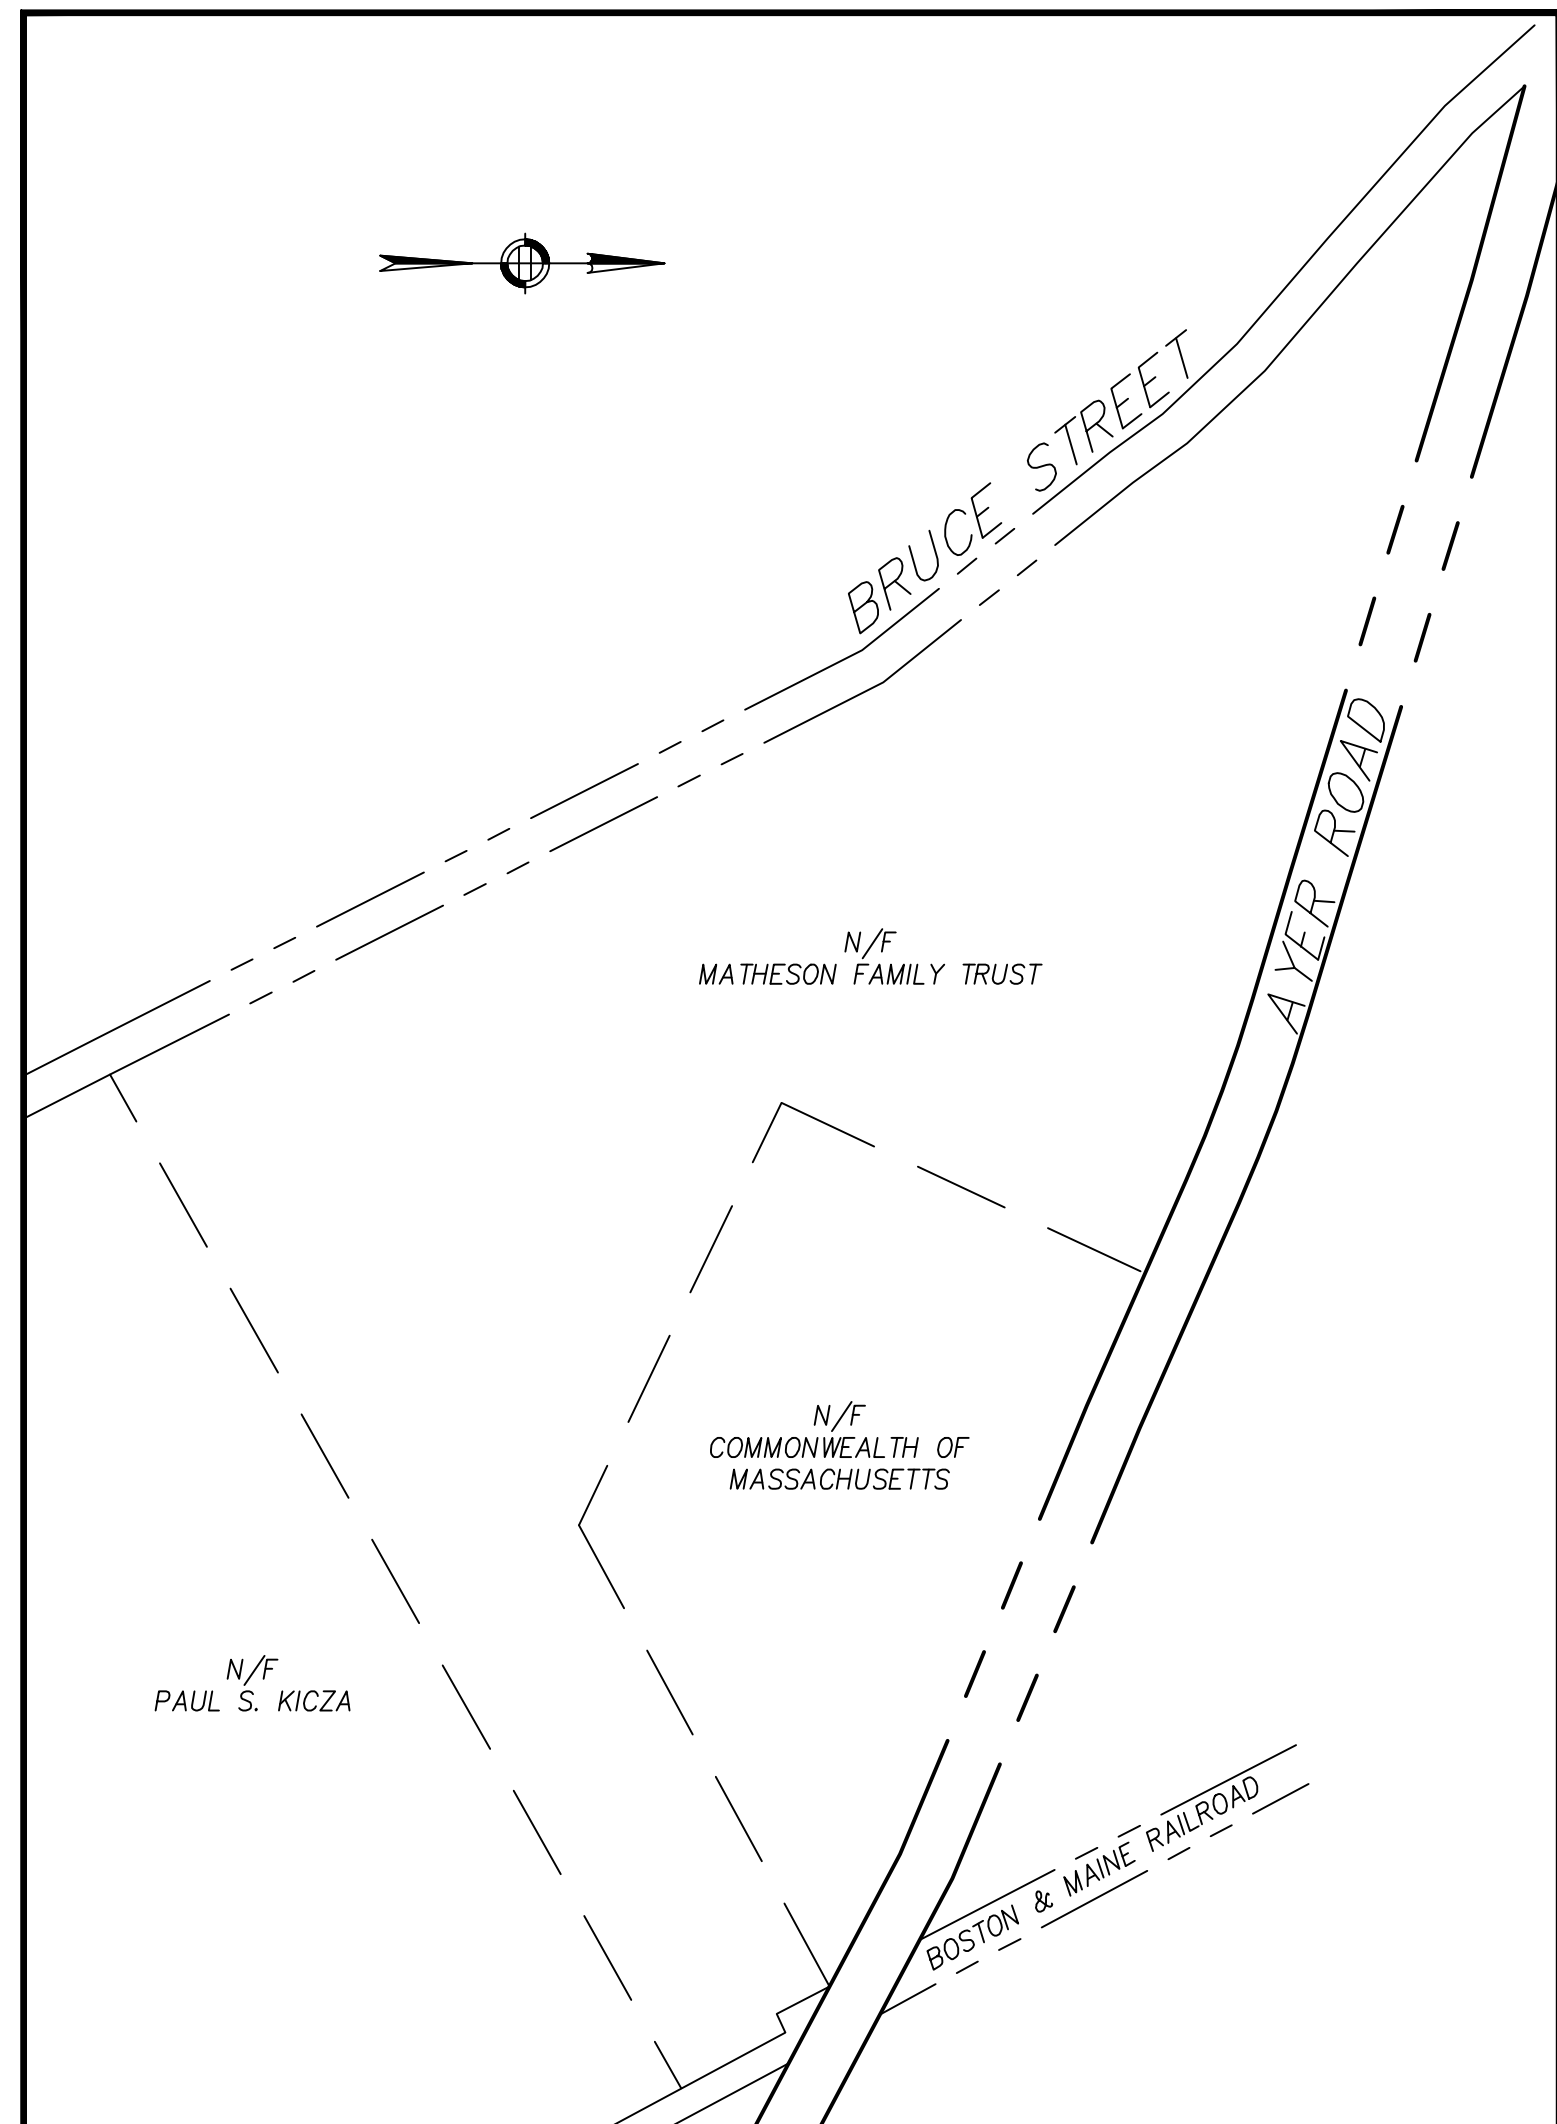 BRUCE STREET
AYER ROAD
N/F
MATHESON FAMILY TRUST
N/F
COMMONWEALTH OF
MASSACHUSETTS
N/F
PAUL S. KICZA
BOSTON & MAINE RAILROAD